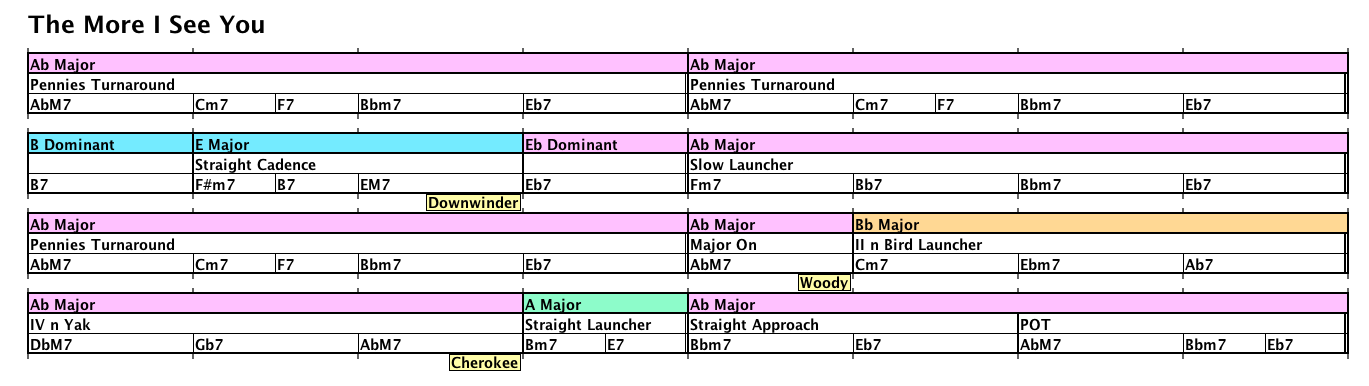 The More I See You
Ab Major Ab Major
Pennies Turnaround Pennies Turnaround
AbM7 Cm7 F7 Bbm7 Eb7 AbM7 Cm7 F7 Bbm7 Eb7
B Dominant E Major Eb Dominant Ab Major
Straight Cadence Slow Launcher
B7 F#m7 B7 EM7 Eb7 Fm7 Bb7 Bbm7 Eb7
Downwinder
Ab Major Ab Major Bb Major
Pennies Turnaround Major On II n Bird Launcher
AbM7 Cm7 F7 Bbm7 Eb7 AbM7 Cm7 Ebm7 Ab7
Woody
Ab Major A Major Ab Major
IV n Yak Straight Launcher Straight Approach POT
DbM7 Gb7 AbM7 Bm7 E7 Bbm7 Eb7 AbM7 Bbm7 Eb7
Cherokee